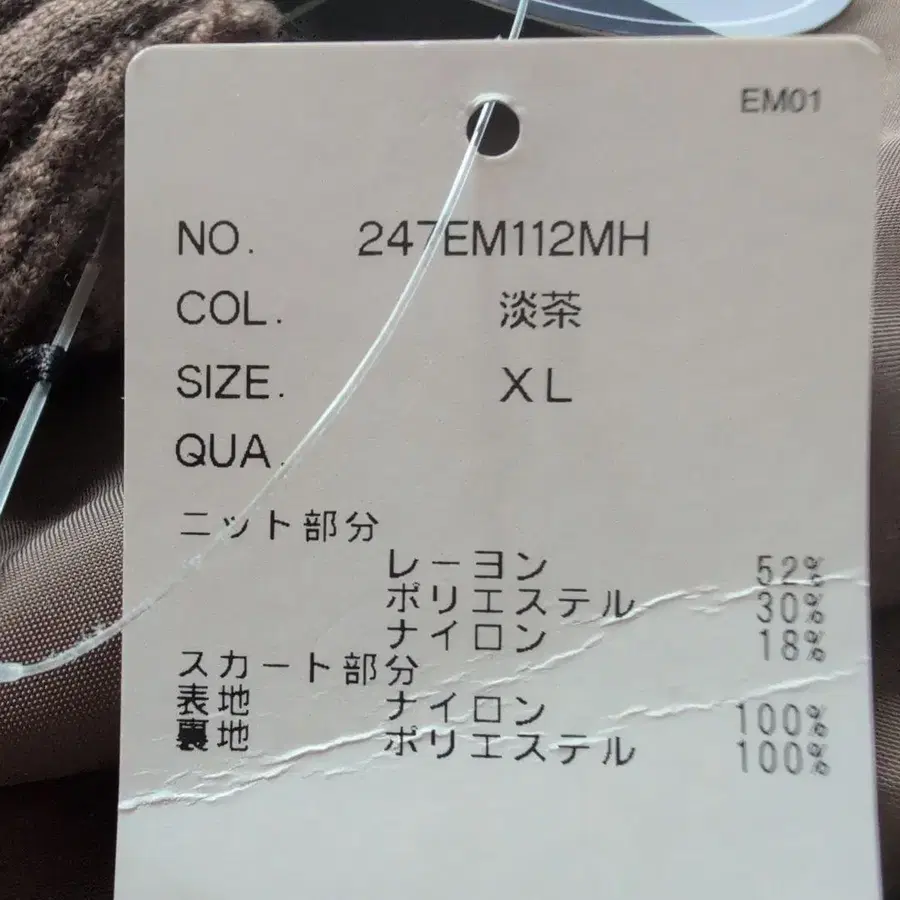 EM01
NO. 247EM112MH
COL. 淡茶
SIZE. XL
QUA.
ニット部分
レーヨン 52%
ポリエステル 30%
ナイロン 18%
スカート部分
表地 ナイロン 100%
裏地 ポリエステル 100%